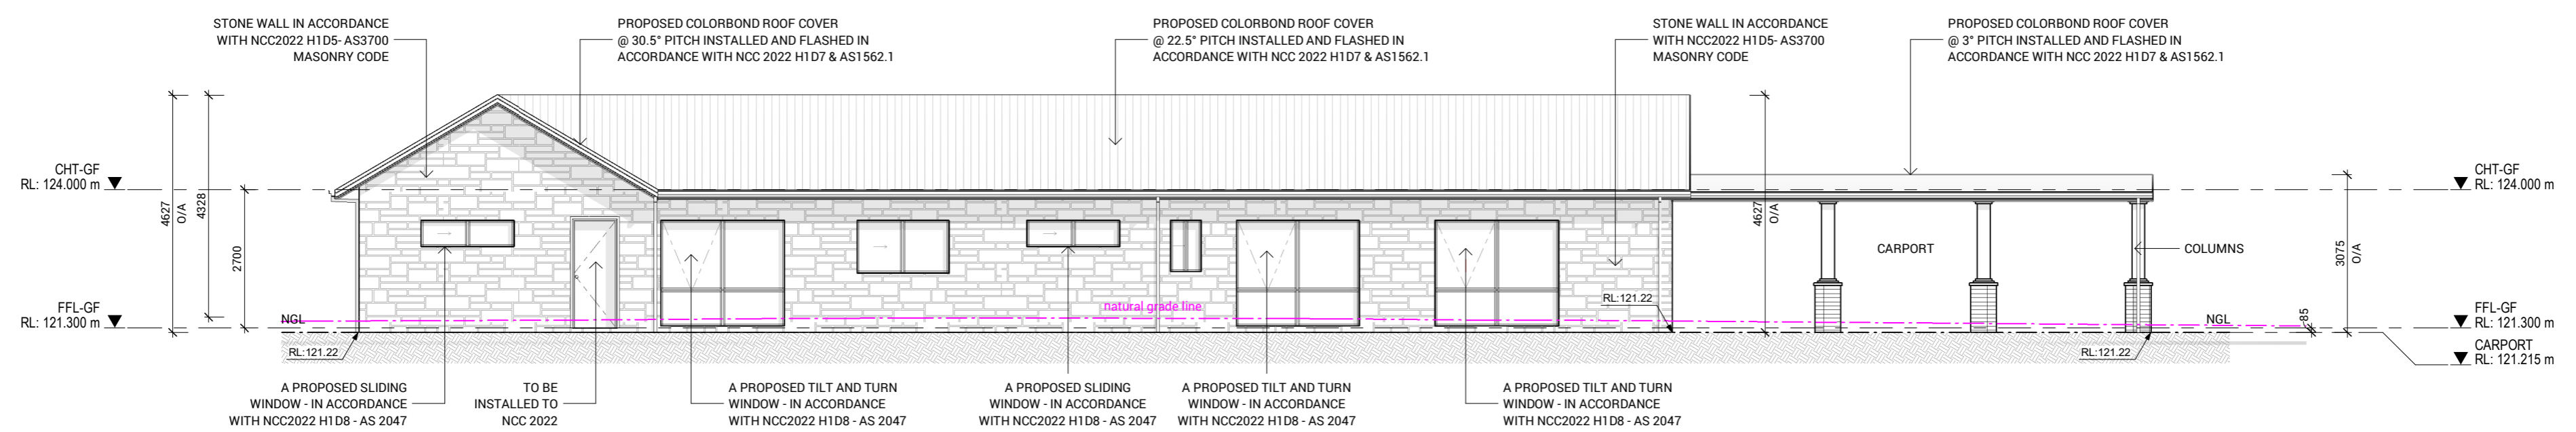 STONE WALL IN ACCORDANCE
WITH NCC2022 H1D5- AS3700
MASONRY CODE
PROPOSED COLORBOND ROOF COVER
@ 30.5° PITCH INSTALLED AND FLASHED IN
ACCORDANCE WITH NCC 2022 H1D7 & AS1562.1
PROPOSED COLORBOND ROOF COVER
@ 22.5° PITCH INSTALLED AND FLASHED IN
ACCORDANCE WITH NCC 2022 H1D7 & AS1562.1
STONE WALL IN ACCORDANCE
WITH NCC2022 H1D5- AS3700
MASONRY CODE
PROPOSED COLORBOND ROOF COVER
@ 3° PITCH INSTALLED AND FLASHED IN
ACCORDANCE WITH NCC 2022 H1D7 & AS1562.1
CHT-GF
RL: 124.000 m
4627
O/A
4328
2700
FFL-GF
RL: 121.300 m
NGL
RL:121.22
natural grade line
RL:121.22
4627
O/A
CARPORT
COLUMNS
3075
O/A
85
NGL
RL:121.22
CHT-GF
RL: 124.000 m
FFL-GF
RL: 121.300 m
CARPORT
RL: 121.215 m
A PROPOSED SLIDING
WINDOW - IN ACCORDANCE
WITH NCC2022 H1D8 - AS 2047
TO BE
INSTALLED TO
NCC 2022
A PROPOSED TILT AND TURN
WINDOW - IN ACCORDANCE
WITH NCC2022 H1D8 - AS 2047
A PROPOSED SLIDING
WINDOW - IN ACCORDANCE
WITH NCC2022 H1D8 - AS 2047
A PROPOSED TILT AND TURN
WINDOW - IN ACCORDANCE
WITH NCC2022 H1D8 - AS 2047
A PROPOSED TILT AND TURN
WINDOW - IN ACCORDANCE
WITH NCC2022 H1D8 - AS 2047